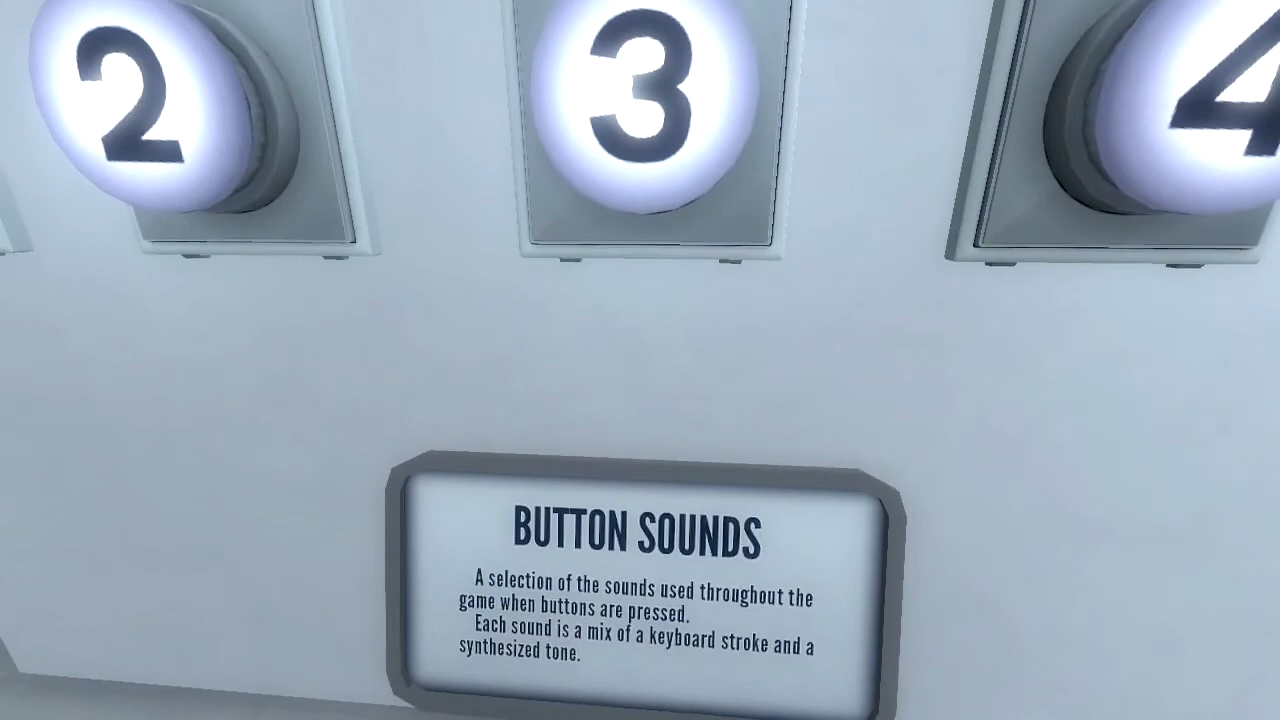 2 3 4
BUTTON SOUNDS
A selection of the sounds used throughout the
game when buttons are pressed.
Each sound is a mix of a keyboard stroke and a
synthesized tone.